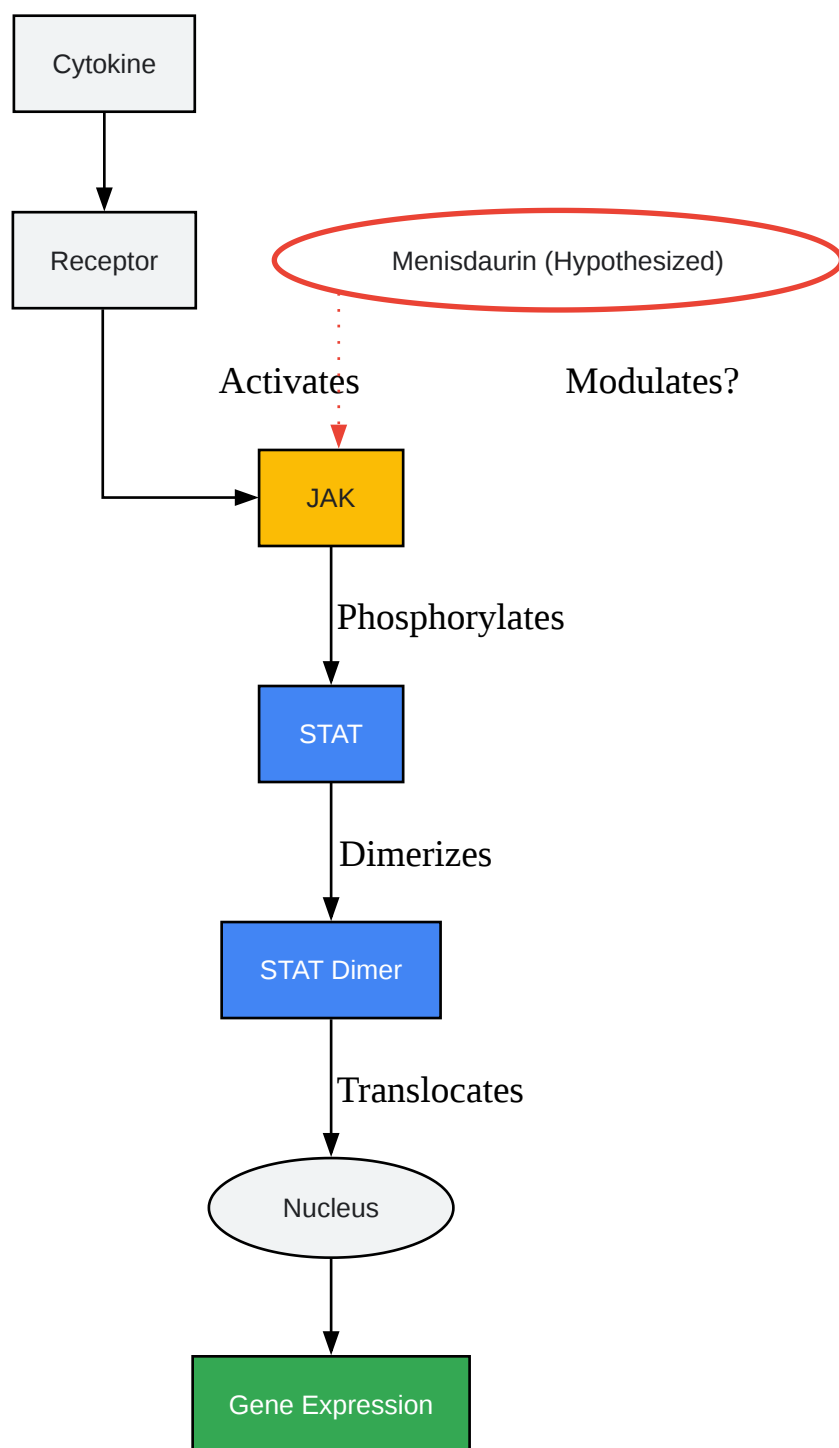 Cytokine
Receptor
Menisdaurin (Hypothesized)
Activates
Modulates?
JAK
Phosphorylates
STAT
Dimerizes
STAT Dimer
Translocates
Nucleus
Gene Expression